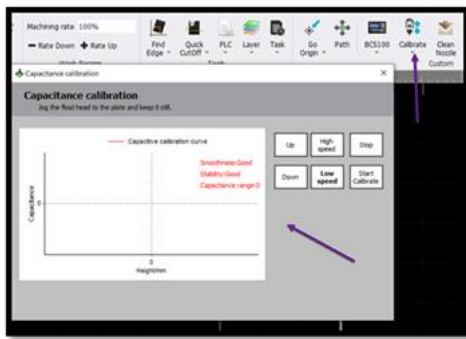 Machining rate 100%
Rate Down Rate Up
Find Edge Quick CutOff PLC Layer Task Go Origin Path BCS100 Calibrate Clean Nozzle
Work Params Tools Custom
Capacitance calibration
Capacitance calibration
Jog the float head to the plate and keep it still.
Capacitive calibration curve
Smoothness:Good
Stability:Good
Capacitance range:0
Capacitance
0
0
Height/mm
Up High speed Stop
Down Low speed Start Calibrate